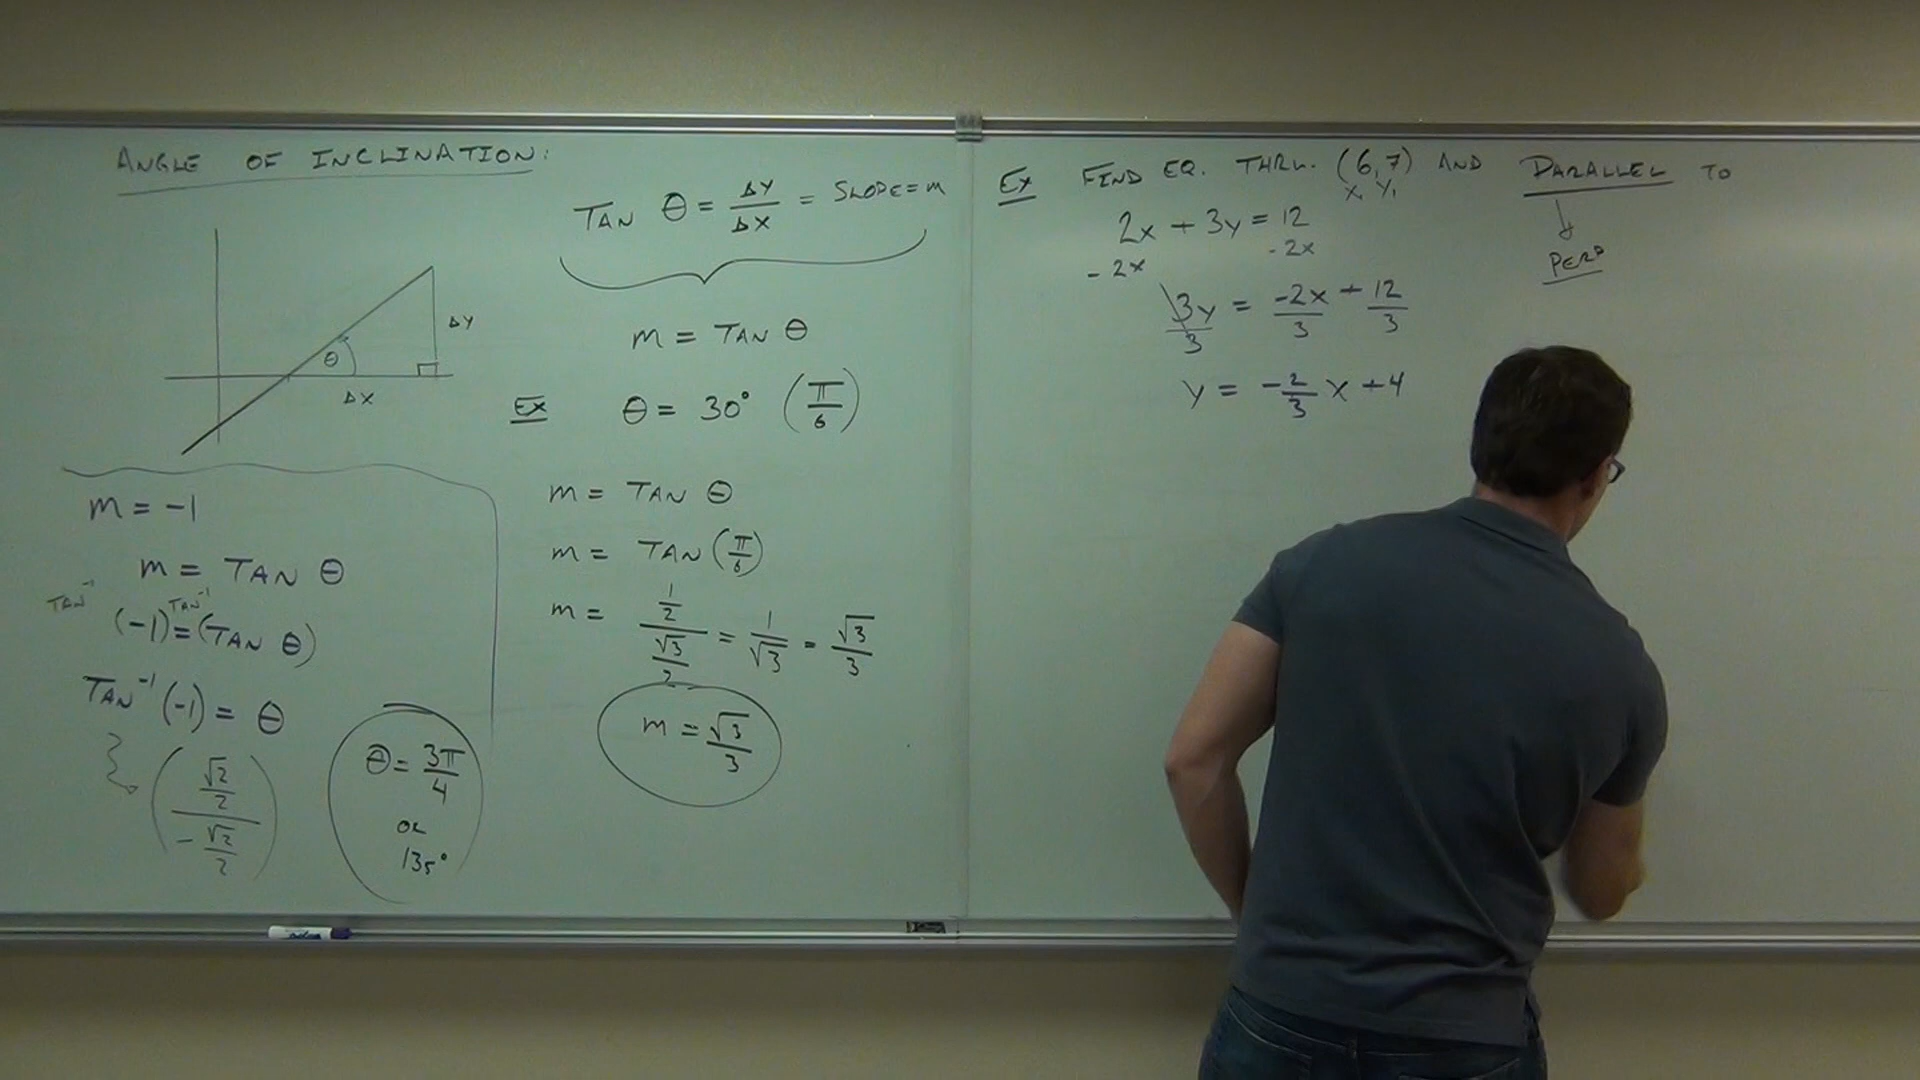 ANGLE OF INCLINATION:
TAN θ = ΔY/ΔX = SLOPE = m
θ
ΔY
ΔX
m = TAN θ
EX θ = 30° (π/6)
m = TAN θ
m = TAN (π/6)
m = (1/2)/(√3/2) = 1/√3 = √3/3
m = √3/3
m = -1
m = TAN θ
TAN⁻¹ TAN⁻¹
(-1) = (TAN θ)
TAN⁻¹(-1) = θ
((√2/2)/(-√2/2))
θ = 3π/4
OR
135°
EX FIND EQ. THRU. (6,7) AND PARALLEL TO
X₁ Y₁
2x + 3y = 12
-2x -2x
PERP
3y/3 = -2x/3 + 12/3
y = -2/3 x + 4